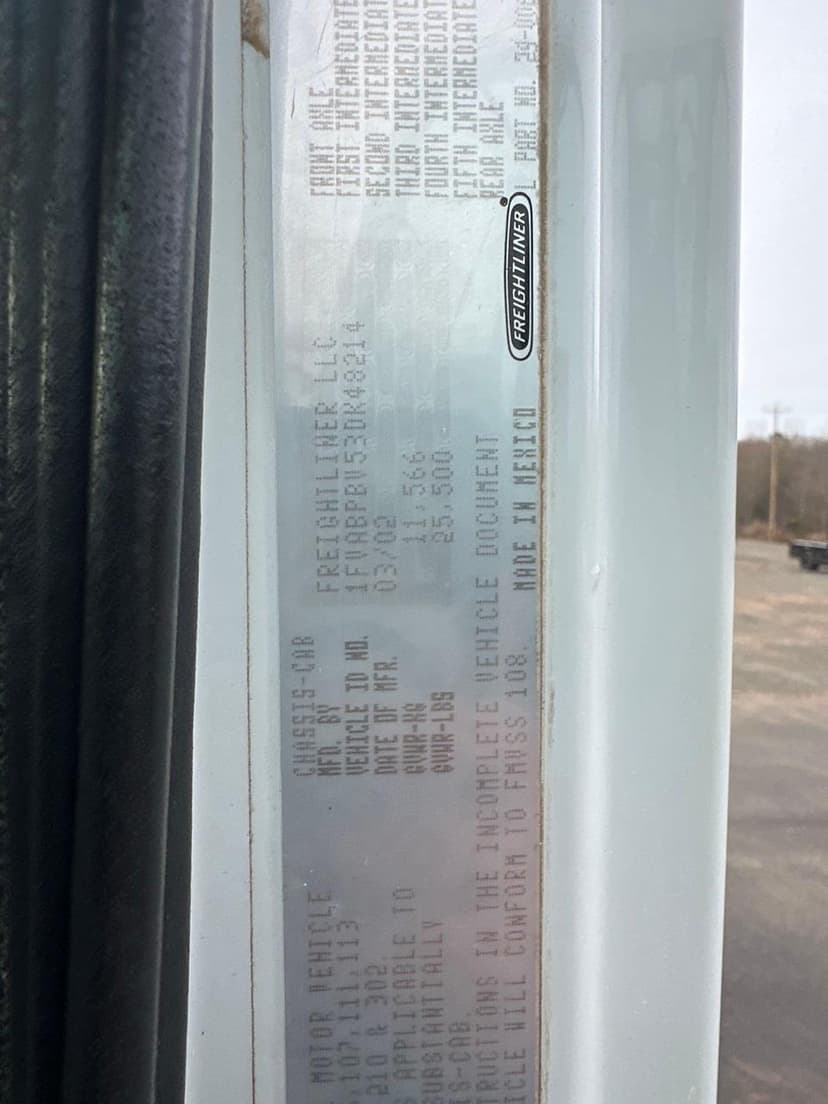 MOTOR VEHICLE
107,111,113
210 & 302.
APPLICABLE TO
SUBSTANTIALLY
CHASSIS-CAB
MFD. BY FREIGHTLINER LLC
VEHICLE ID NO. 1FVABPBV53DK48214
DATE OF MFR. 03/02
GVWR-KG 11,566
GVWR-LBS 25,500
FRONT AXLE
FIRST INTERMEDIATE
SECOND INTERMEDIATE
THIRD INTERMEDIATE
FOURTH INTERMEDIATE
FIFTH INTERMEDIATE
REAR AXLE
IN THE INCOMPLETE VEHICLE DOCUMENT
WILL CONFORM TO FMVSS 108. MADE IN MEXICO
FREIGHTLINER
PART NO.